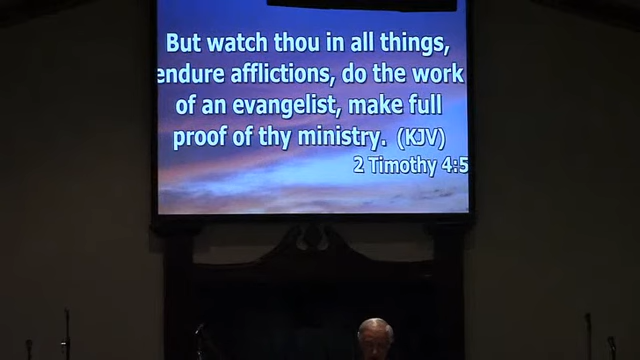 But watch thou in all things,
endure afflictions, do the work
of an evangelist, make full
proof of thy ministry. (KJV)
2 Timothy 4:5